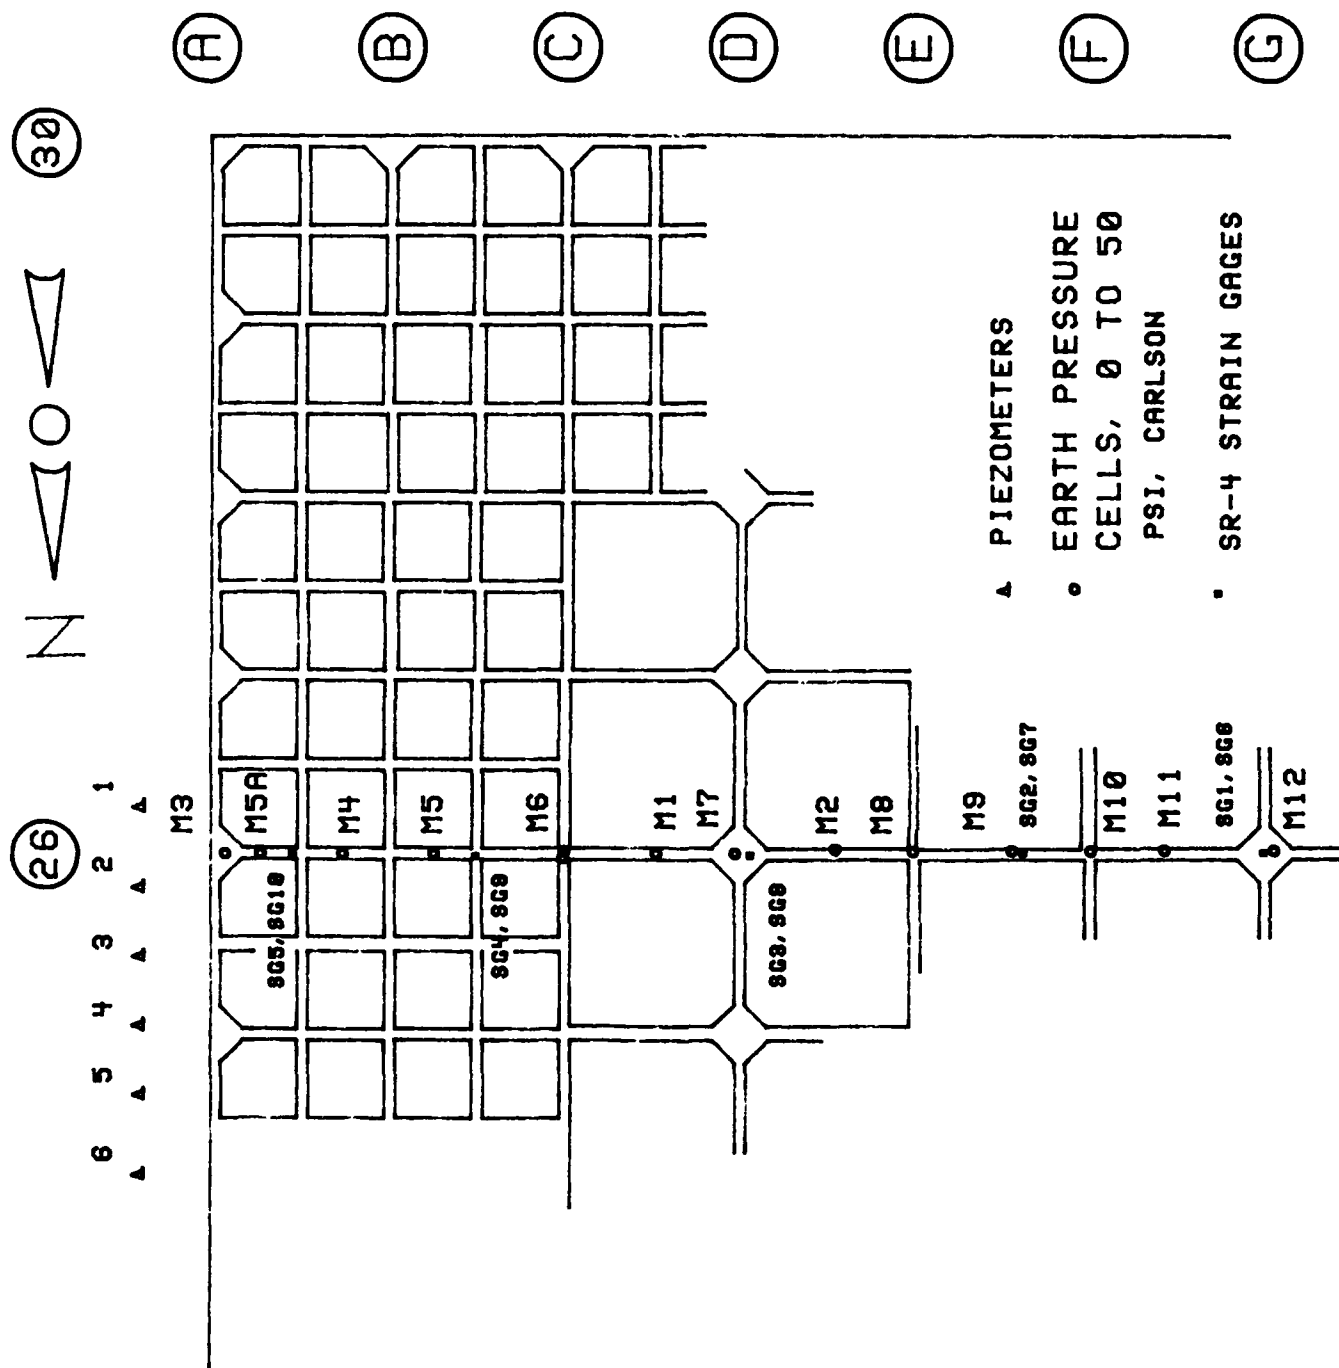 26 N O 30
6 5 4 3 2 1
M3
A
M5A
SG5, SG10
M4
B
M5
SG4, SG9
M6
C
M1
M7
D
SG3, SG8
M2
M8
E
M9
SG2, SG7
F
M10
M11
SG1, SG6
G
M12
PIEZOMETERS
EARTH PRESSURE
CELLS, 0 TO 50
PSI, CARLSON
SR-4 STRAIN GAGES